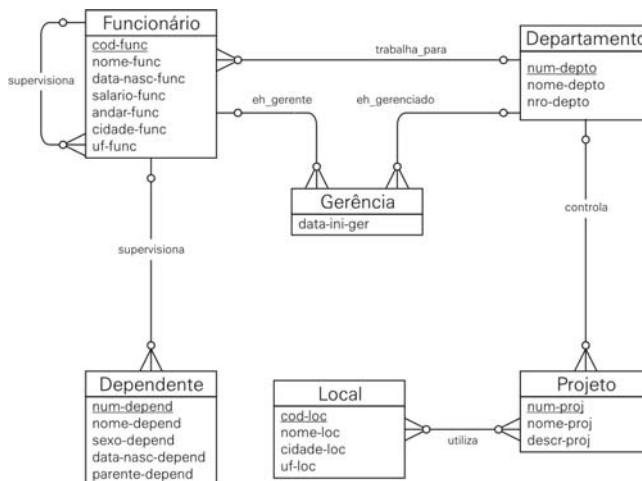 Funcionário
cod-func
nome-func
data-nasc-func
salario-func
andar-func
cidade-func
uf-func
supervisiona
trabalha_para
Departamento
num-depto
nome-depto
nro-depto
eh_gerente
eh_gerenciado
Gerência
data-ini-ger
controla
supervisiona
Dependente
num-depend
nome-depend
sexo-depend
data-nasc-depend
parente-depend
Local
cod-loc
nome-loc
cidade-loc
uf-loc
utiliza
Projeto
num-proj
nome-proj
descr-proj